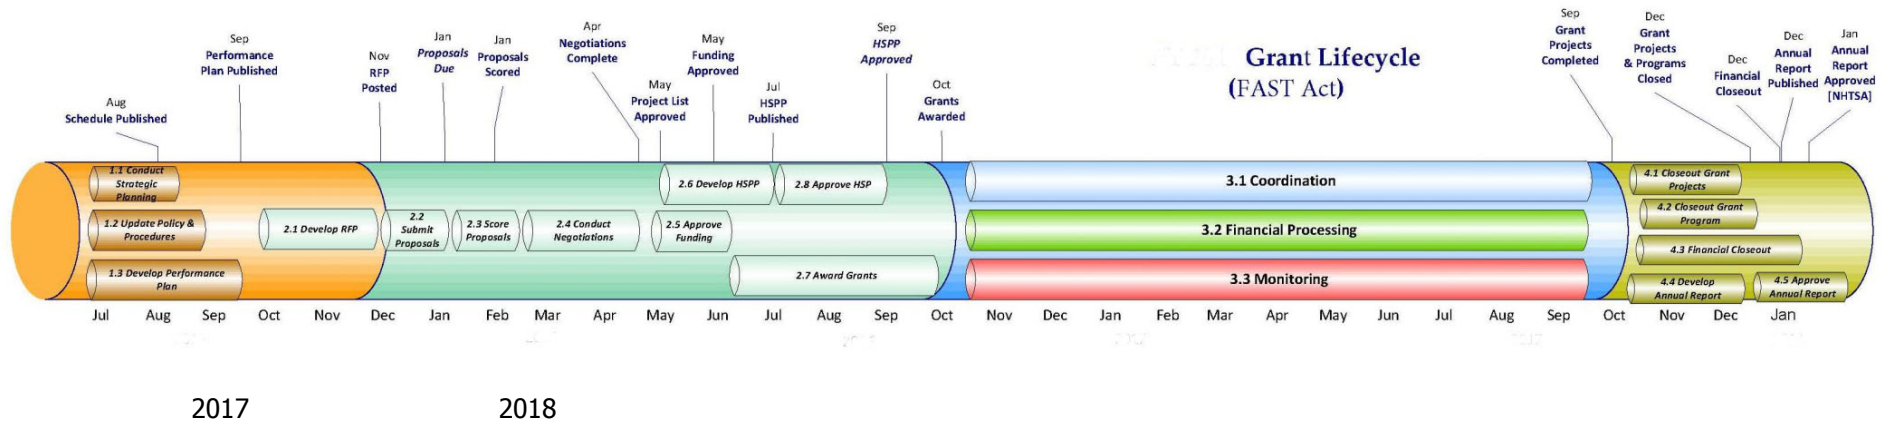 Grant Lifecycle
(FAST Act)
Aug
Schedule Published
Sep
Performance
Plan Published
Nov
RFP
Posted
Jan
Proposals
Due
Jan
Proposals
Scored
Apr
Negotiations
Complete
May
Project List
Approved
May
Funding
Approved
Jul
HSPP
Published
Sep
HSPP
Approved
Oct
Grants
Awarded
Sep
Grant
Projects
Completed
Dec
Grant
Projects
& Programs
Closed
Dec
Financial
Closeout
Dec
Annual
Report
Published
Jan
Annual
Report
Approved
[NHTSA]
1.1 Conduct
Strategic
Planning
1.2 Update Policy &
Procedures
1.3 Develop Performance
Plan
2.1 Develop RFP
2.2
Submit
Proposals
2.3 Score
Proposals
2.4 Conduct
Negotiations
2.5 Approve
Funding
2.6 Develop HSPP
2.8 Approve HSP
2.7 Award Grants
3.1 Coordination
3.2 Financial Processing
3.3 Monitoring
4.1 Closeout Grant
Projects
4.2 Closeout Grant
Program
4.3 Financial Closeout
4.4 Develop
Annual Report
4.5 Approve
Annual Report
Jul Aug Sep Oct Nov Dec Jan Feb Mar Apr May Jun Jul Aug Sep Oct Nov Dec Jan Feb Mar Apr May Jun Jul Aug Sep Oct Nov Dec Jan
2017 2018